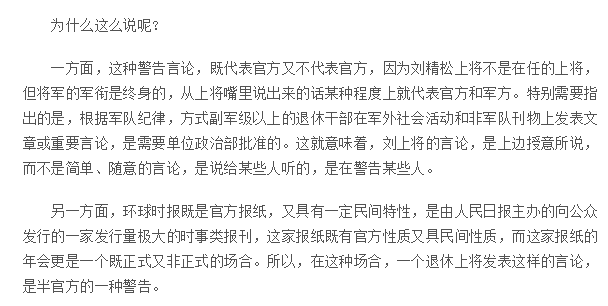 为什么这么说呢？
一方面，这种警告言论，既代表官方又不代表官方，因为刘精松上将不是在任的上将，
但将军的军衔是终身的，从上将嘴里说出来的话某种程度上就代表官方和军方。特别需要指
出的是，根据军队纪律，方式副军级以上的退休干部在军外社会活动和非军队刊物上发表文
章或重要言论，是需要单位政治部批准的。这就意味着，刘上将的言论，是上边授意所说，
而不是简单、随意的言论，是说给某些人听的，是在警告某些人。
另一方面，环球时报既是官方报纸，又具有一定民间特性，是由人民日报主办的向公众
发行的一家发行量极大的时事类报刊，这家报纸既有官方性质又具民间性质，而这家报纸的
年会更是一个既正式又非正式的场合。所以，在这种场合，一个退休上将发表这样的言论，
是半官方的一种警告。